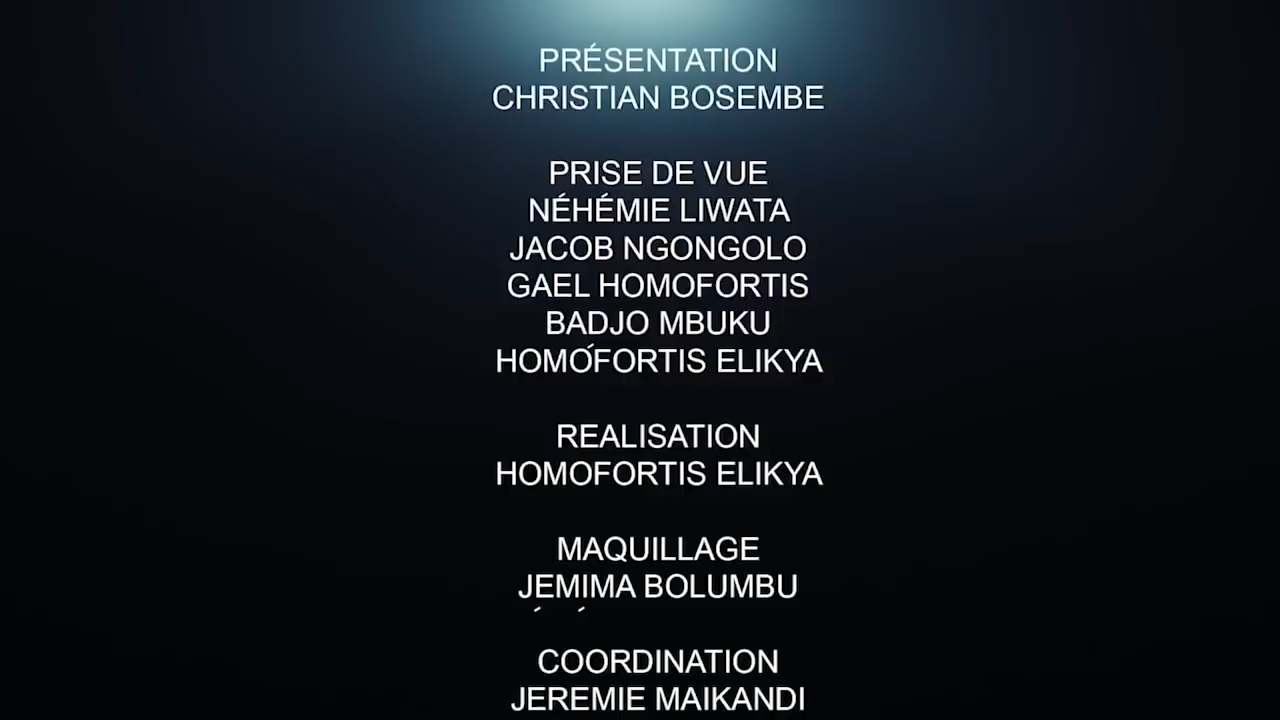 PRÉSENTATION
CHRISTIAN BOSEMBE
PRISE DE VUE
NÉHÉMIE LIWATA
JACOB NGONGOLO
GAEL HOMOFORTIS
BADJO MBUKU
HOMOFORTIS ELIKYA
REALISATION
HOMOFORTIS ELIKYA
MAQUILLAGE
JEMIMA BOLUMBU
COORDINATION
JEREMIE MAIKANDI